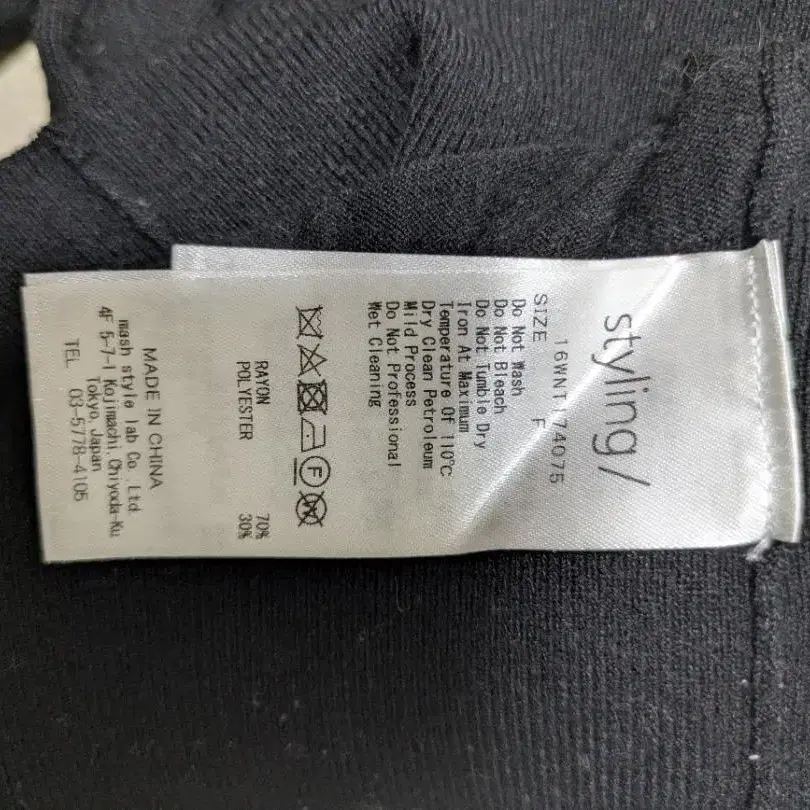 styling/
16WNT174075
SIZE F
Do Not Wash
Do Not Bleach
Do Not Tumble Dry
Iron At Maximum
Temperature Of 110°C
Dry Clean Petroleum
Mild Process
Do Not Professional
Wet Cleaning
F
W
RAYON 70%
POLYESTER 30%
MADE IN CHINA
mash style lab Co., Ltd.
4F 5-7-1 Kojimachi, Chiyoda-Ku,
Tokyo, Japan
TEL 03-5778-4105